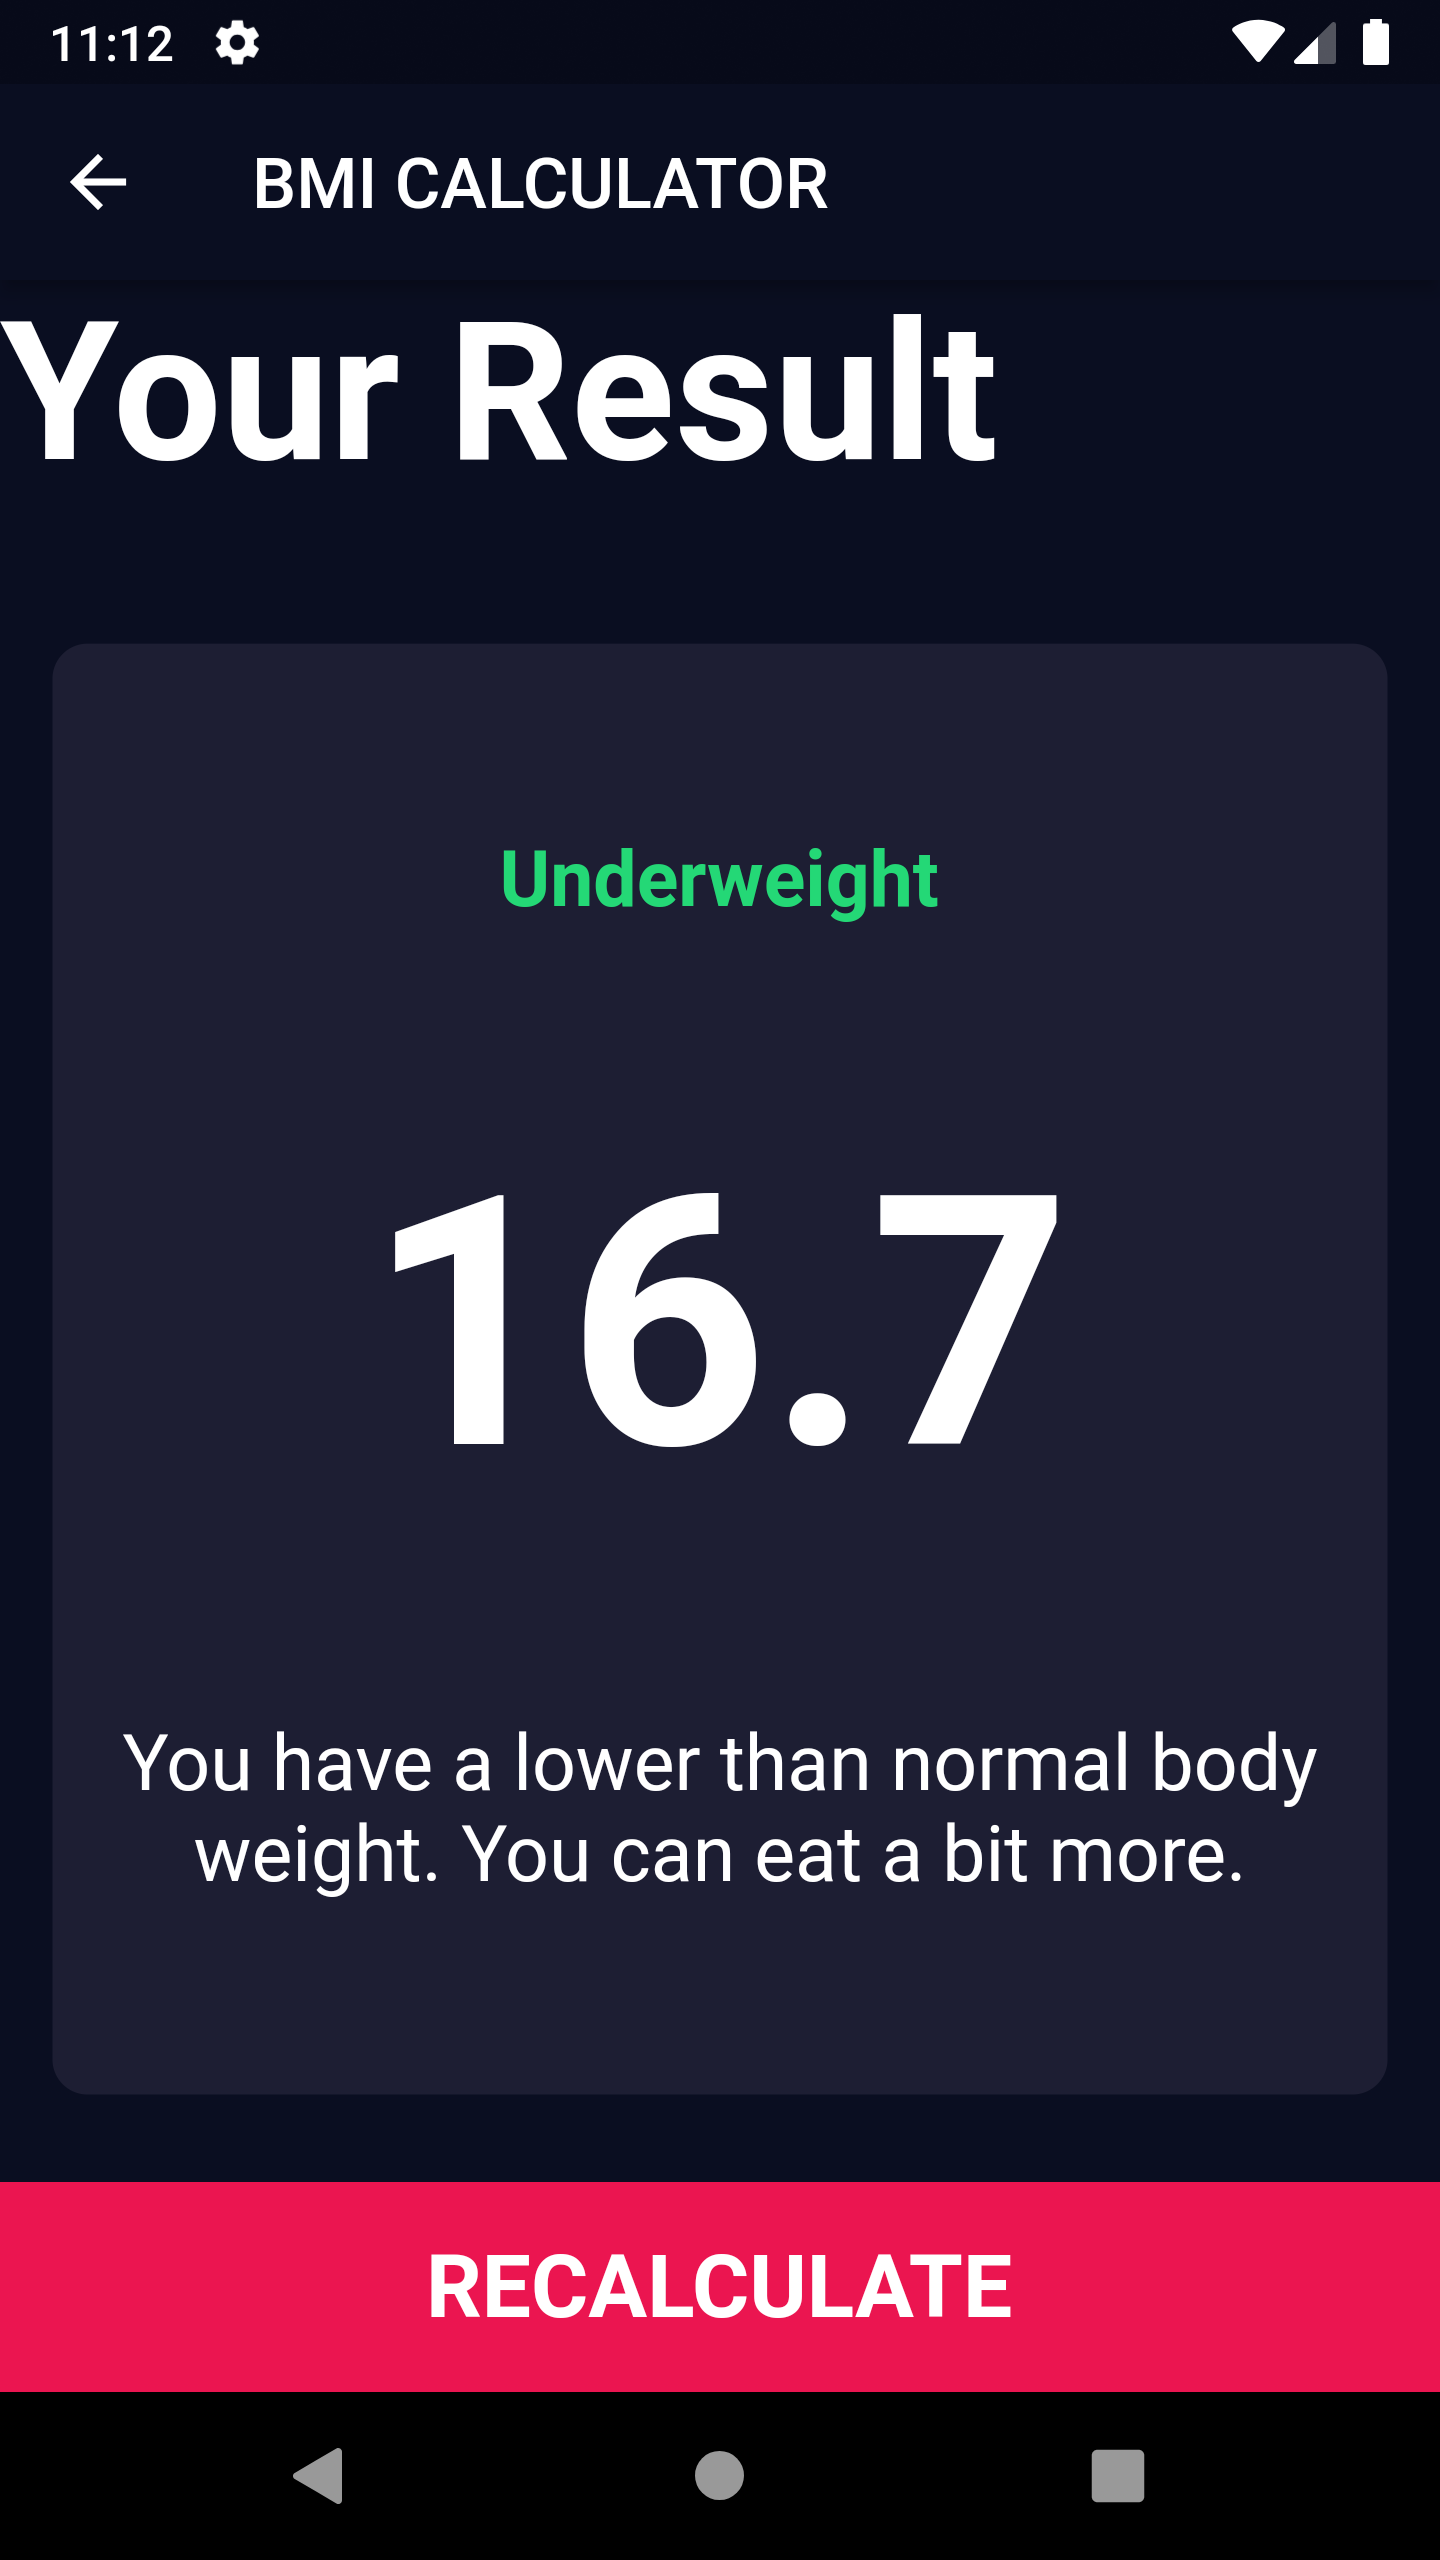 11:12
BMI CALCULATOR
Your Result
Underweight
16.7
You have a lower than normal body
weight. You can eat a bit more.
RECALCULATE